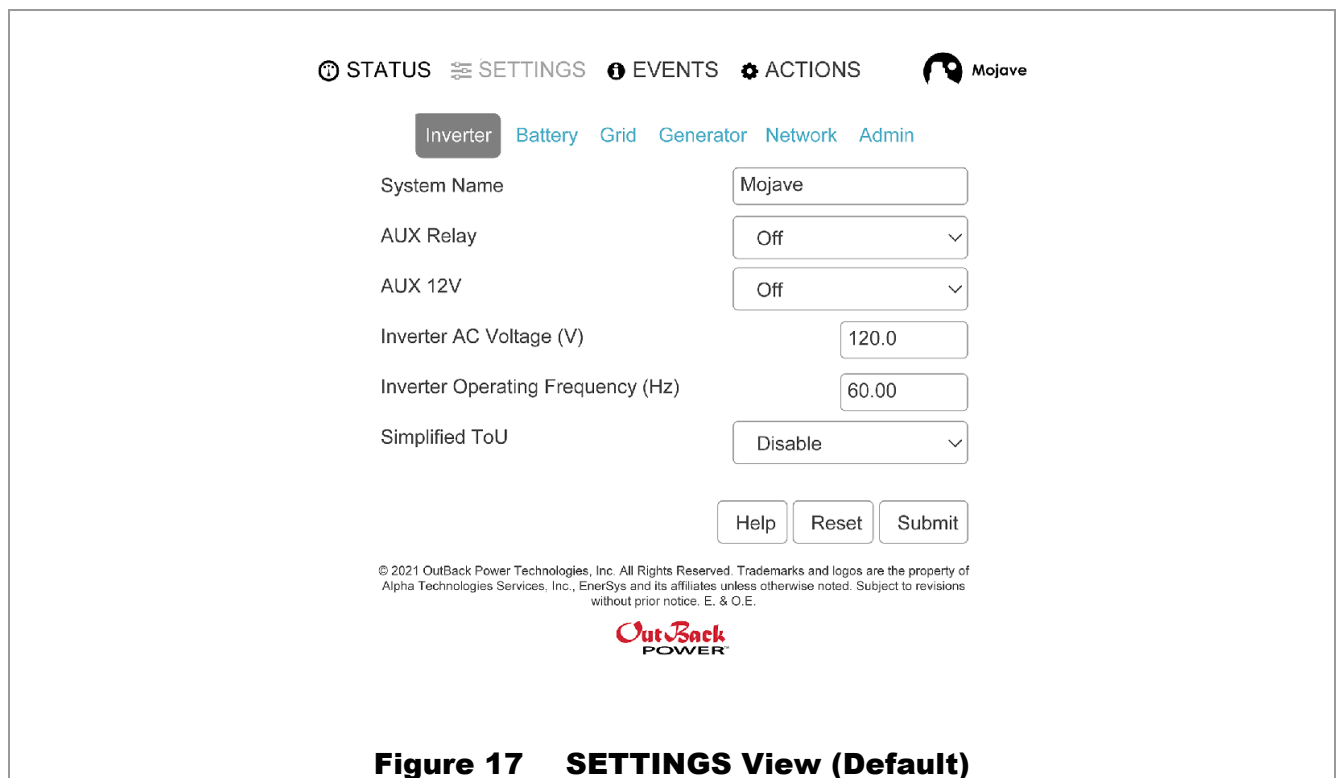 STATUS SETTINGS EVENTS ACTIONS Mojave
Inverter Battery Grid Generator Network Admin
System Name Mojave
AUX Relay Off
AUX 12V Off
Inverter AC Voltage (V) 120.0
Inverter Operating Frequency (Hz) 60.00
Simplified ToU Disable
Help Reset Submit
© 2021 OutBack Power Technologies, Inc. All Rights Reserved. Trademarks and logos are the property of
Alpha Technologies Services, Inc., EnerSys and its affiliates unless otherwise noted. Subject to revisions
without prior notice. E. & O.E.
OutBack
POWER™
Figure 17 SETTINGS View (Default)